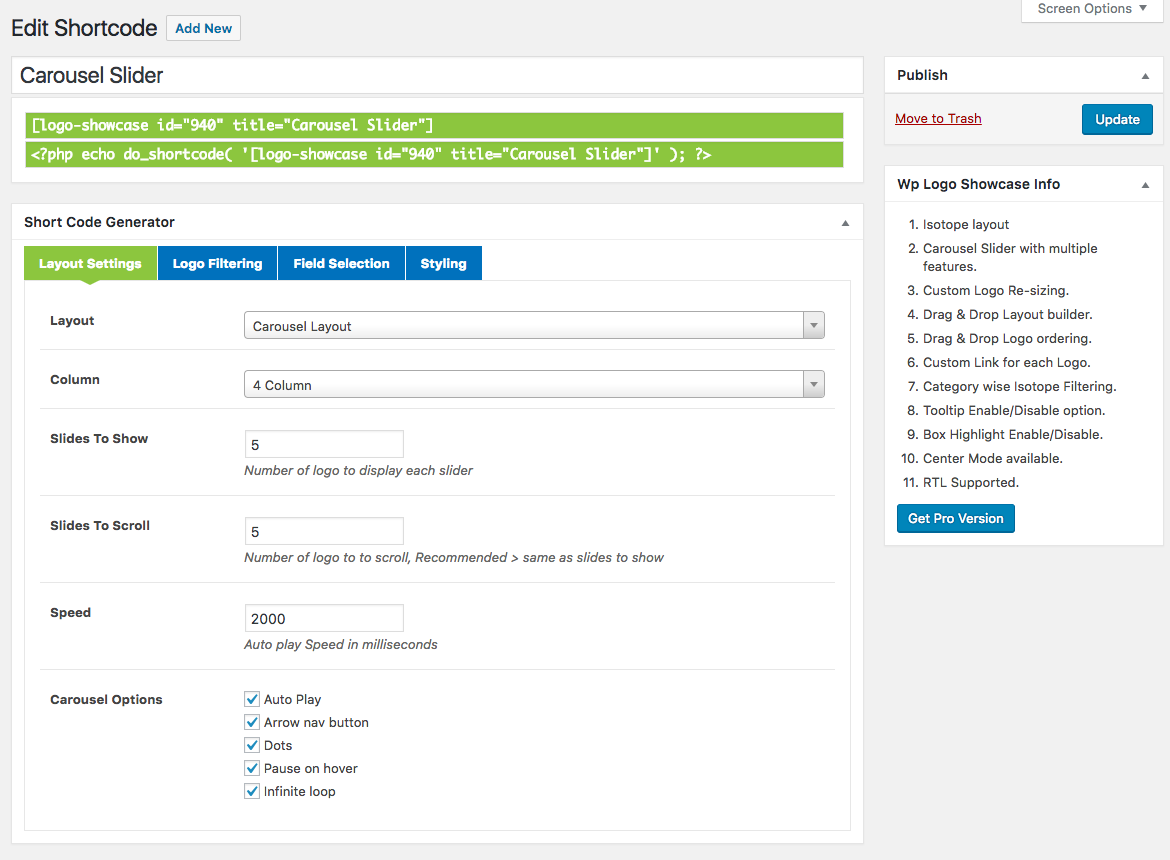 Screen Options
Edit Shortcode
Add New
Carousel Slider
[logo-showcase id="940" title="Carousel Slider"]
<?php echo do_shortcode( '[logo-showcase id="940" title="Carousel Slider"]' ); ?>
Short Code Generator
Layout Settings
Logo Filtering
Field Selection
Styling
Layout
Carousel Layout
Column
4 Column
Slides To Show
5
Number of logo to display each slider
Slides To Scroll
5
Number of logo to to scroll, Recommended > same as slides to show
Speed
2000
Auto play Speed in milliseconds
Carousel Options
Auto Play
Arrow nav button
Dots
Pause on hover
Infinite loop
Publish
Move to Trash
Update
Wp Logo Showcase Info
1. Isotope layout
2. Carousel Slider with multiple
features.
3. Custom Logo Re-sizing.
4. Drag & Drop Layout builder.
5. Drag & Drop Logo ordering.
6. Custom Link for each Logo.
7. Category wise Isotope Filtering.
8. Tooltip Enable/Disable option.
9. Box Highlight Enable/Disable.
10. Center Mode available.
11. RTL Supported.
Get Pro Version